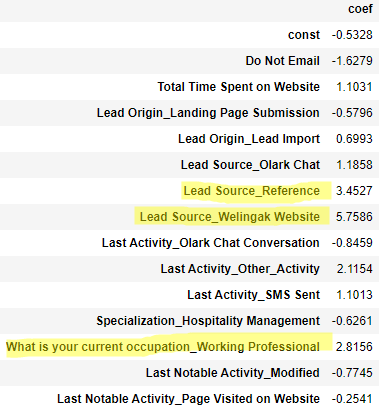 coef
const -0.5328
Do Not Email -1.6279
Total Time Spent on Website 1.1031
Lead Origin_Landing Page Submission -0.5796
Lead Origin_Lead Import 0.6993
Lead Source_Olark Chat 1.1858
Lead Source_Reference 3.4527
Lead Source_Welingak Website 5.7586
Last Activity_Olark Chat Conversation -0.8459
Last Activity_Other_Activity 2.1154
Last Activity_SMS Sent 1.1013
Specialization_Hospitality Management -0.6261
What is your current occupation_Working Professional 2.8156
Last Notable Activity_Modified -0.7745
Last Notable Activity_Page Visited on Website -0.2541